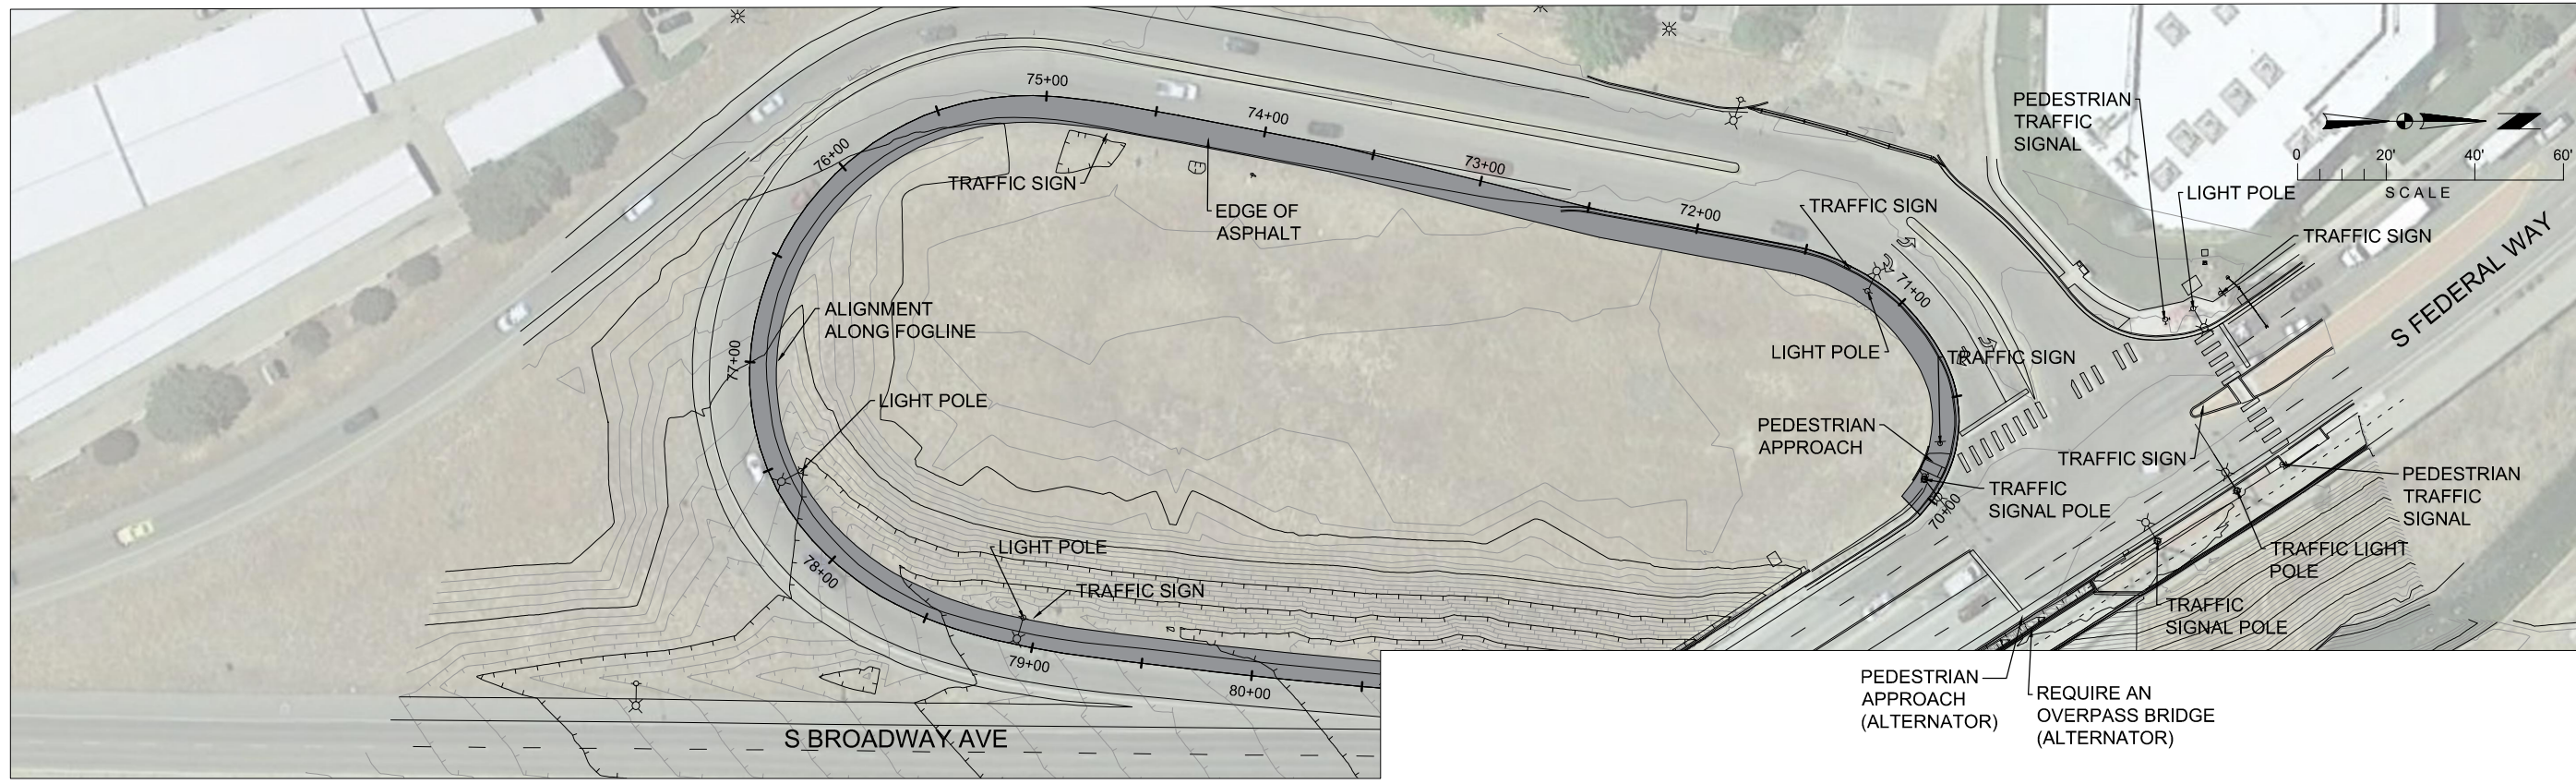 75+00
74+00
76+00
73+00
TRAFFIC SIGN
EDGE OF
ASPHALT
72+00
TRAFFIC SIGN
71+00
PEDESTRIAN
TRAFFIC
SIGNAL
0
20'
40'
60'
SCALE
LIGHT POLE
TRAFFIC SIGN
S FEDERAL WAY
ALIGNMENT
ALONG FOGLINE
77+00
LIGHT POLE
LIGHT POLE
TRAFFIC SIGN
PEDESTRIAN
APPROACH
TRAFFIC SIGN
TRAFFIC
SIGNAL POLE
70+00
PEDESTRIAN
TRAFFIC
SIGNAL
78+00
LIGHT POLE
TRAFFIC SIGN
TRAFFIC LIGHT
POLE
TRAFFIC
SIGNAL POLE
79+00
80+00
PEDESTRIAN
APPROACH
(ALTERNATOR)
REQUIRE AN
OVERPASS BRIDGE
(ALTERNATOR)
S BROADWAY AVE